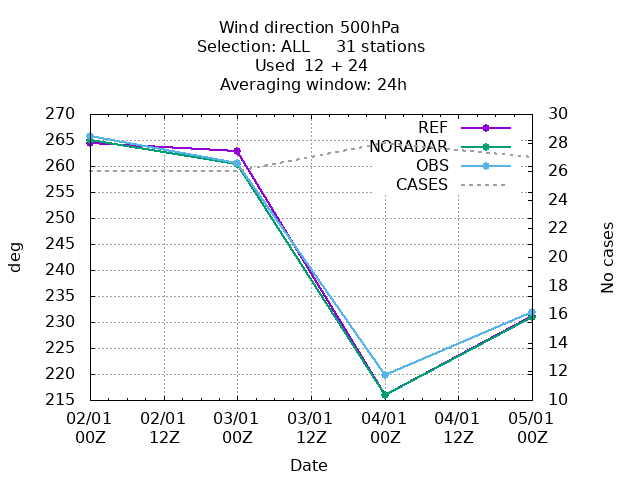 Wind direction 500hPa
Selection: ALL 31 stations
Used 12 + 24
Averaging window: 24h
270
265
260
255
250
245
240
235
230
225
220
215
deg
30
28
26
24
22
20
18
16
14
12
10
No cases
REF
NORADAR
OBS
CASES
02/01 02/01 03/01 03/01 04/01 04/01 05/01
00Z 12Z 00Z 12Z 00Z 12Z 00Z
Date